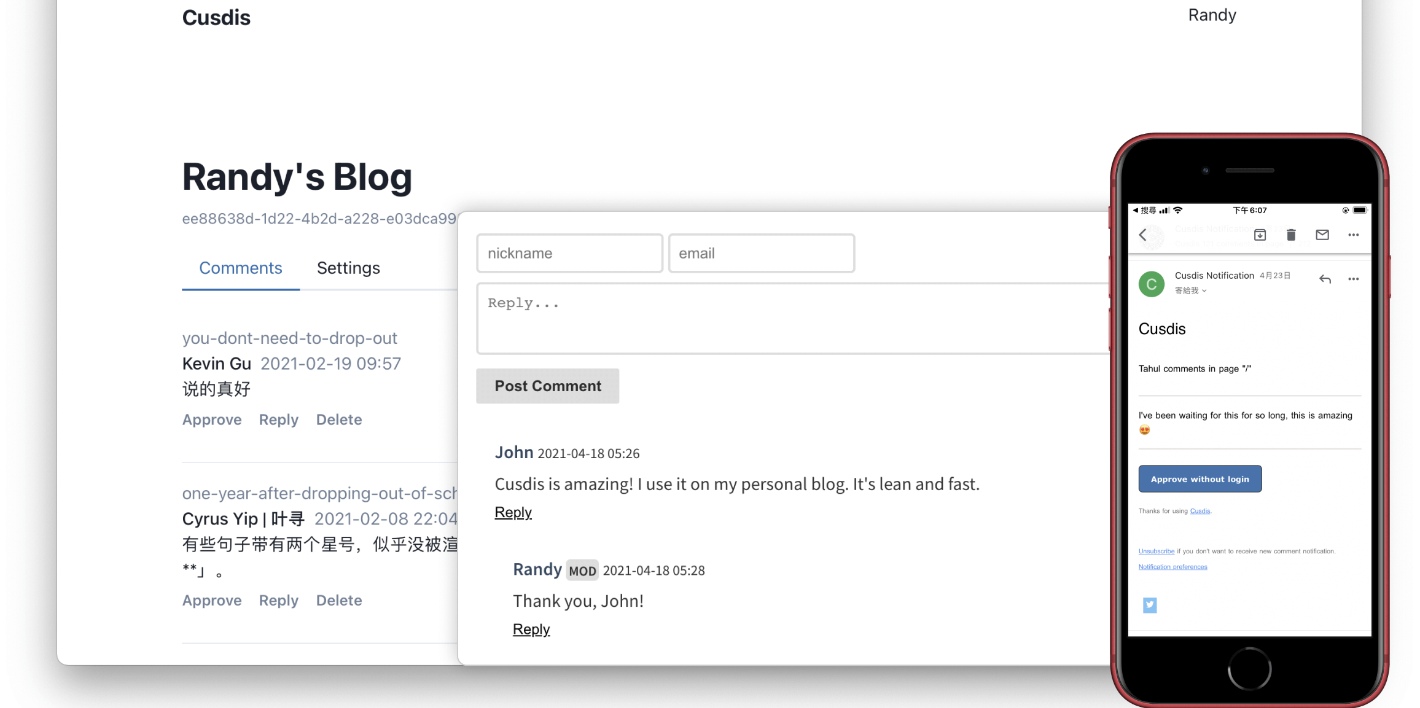 Cusdis
Randy
Randy's Blog
ee88638d-1d22-4b2d-a228-e03dca99
Comments Settings
you-dont-need-to-drop-out
Kevin Gu 2021-02-19 09:57
说的真好
Approve Reply Delete
one-year-after-dropping-out-of-sch
Cyrus Yip | 叶寻 2021-02-08 22:04
有些句子带有两个星号，似乎没被渲
**」。
Approve Reply Delete
nickname email
Reply...
Post Comment
John 2021-04-18 05:26
Cusdis is amazing! I use it on my personal blog. It's lean and fast.
Reply
Randy MOD 2021-04-18 05:28
Thank you, John!
Reply
搜尋 下午6:07
C
Cusdis Notification 4月23日
寄給我
Cusdis
Tahul comments in page "/"
I've been waiting for this for so long, this is amazing
😍
Approve without login
Thanks for using Cusdis.
Unsubscribe if you don't want to receive new comment notification
Notification preferences